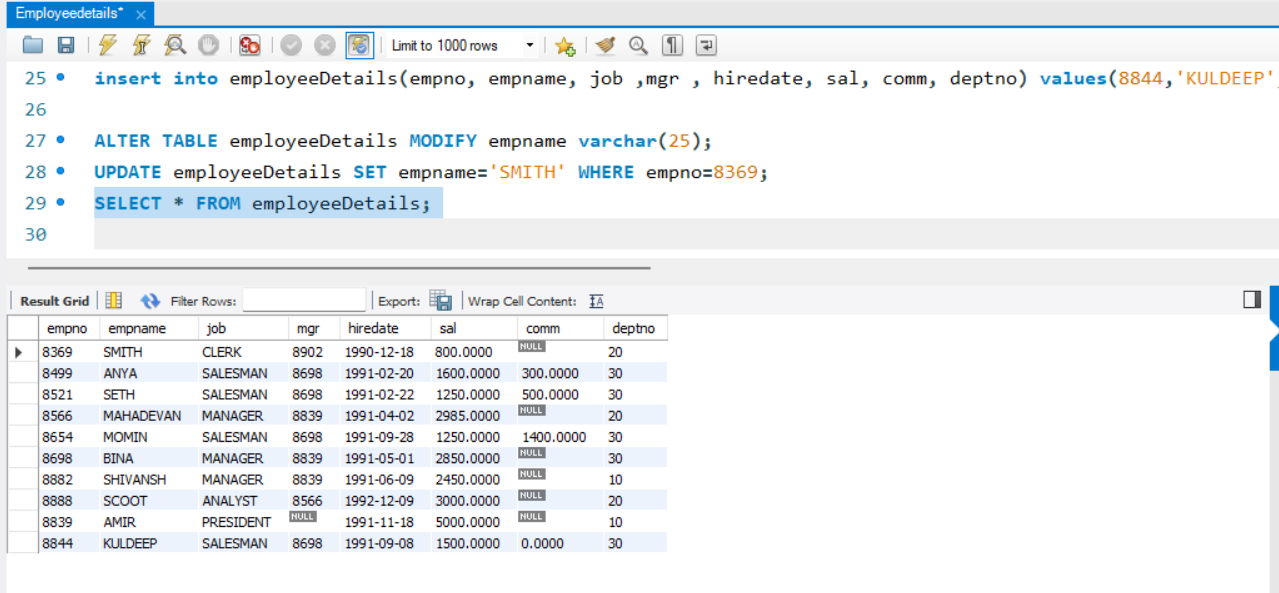 Employeedetails*
Limit to 1000 rows
25 insert into employeeDetails(empno, empname, job ,mgr , hiredate, sal, comm, deptno) values(8844,'KULDEEP'
26
27 ALTER TABLE employeeDetails MODIFY empname varchar(25);
28 UPDATE employeeDetails SET empname='SMITH' WHERE empno=8369;
29 SELECT * FROM employeeDetails;
30
Result Grid Filter Rows: Export: Wrap Cell Content: IA
empno empname job mgr hiredate sal comm deptno
8369 SMITH CLERK 8902 1990-12-18 800.0000 NULL 20
8499 ANYA SALESMAN 8698 1991-02-20 1600.0000 300.0000 30
8521 SETH SALESMAN 8698 1991-02-22 1250.0000 500.0000 30
8566 MAHADEVAN MANAGER 8839 1991-04-02 2985.0000 NULL 20
8654 MOMIN SALESMAN 8698 1991-09-28 1250.0000 1400.0000 30
8698 BINA MANAGER 8839 1991-05-01 2850.0000 NULL 30
8882 SHIVANSH MANAGER 8839 1991-06-09 2450.0000 NULL 10
8888 SCOOT ANALYST 8566 1992-12-09 3000.0000 NULL 20
8839 AMIR PRESIDENT NULL 1991-11-18 5000.0000 NULL 10
8844 KULDEEP SALESMAN 8698 1991-09-08 1500.0000 0.0000 30